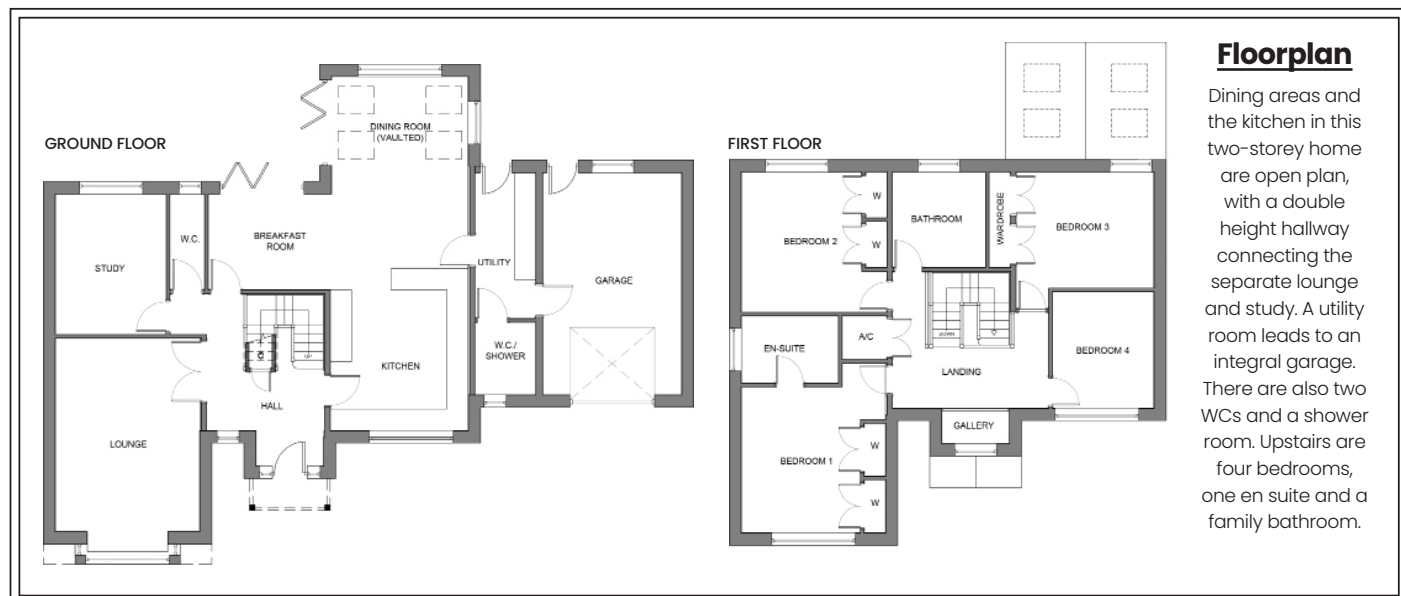 GROUND FLOOR
DINING ROOM
(VAULTED)
BREAKFAST
ROOM
W.C.
STUDY
UTILITY
GARAGE
W.C./
SHOWER
KITCHEN
UP
HALL
LOUNGE
FIRST FLOOR
W
BATHROOM
WARDROBE
BEDROOM 3
BEDROOM 2
W
A/C
DOWN
EN-SUITE
BEDROOM 4
LANDING
GALLERY
W
BEDROOM 1
W
Floorplan
Dining areas and
the kitchen in this
two-storey home
are open plan,
with a double
height hallway
connecting the
separate lounge
and study. A utility
room leads to an
integral garage.
There are also two
WCs and a shower
room. Upstairs are
four bedrooms,
one en suite and a
family bathroom.